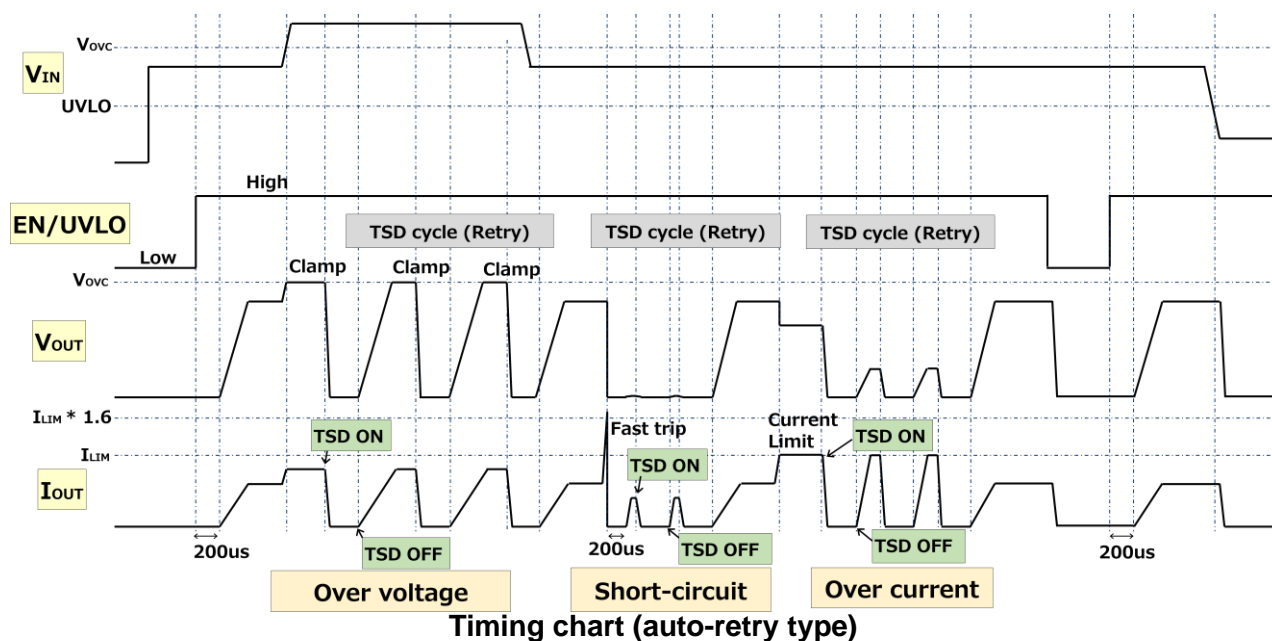 VOVC
VIN
UVLO
High
EN/UVLO
TSD cycle (Retry)
TSD cycle (Retry)
TSD cycle (Retry)
Low
VOVC
Clamp
Clamp
Clamp
VOUT
ILIM * 1.6
Fast trip
Current
Limit
TSD ON
TSD ON
TSD ON
ILIM
IOUT
200us
TSD OFF
200us
TSD OFF
TSD OFF
200us
Over voltage
Short-circuit
Over current
Timing chart (auto-retry type)